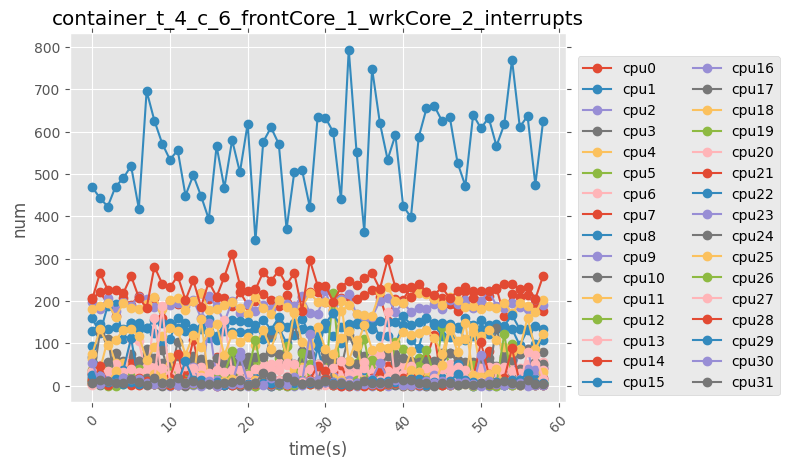 container_t_4_c_6_frontCore_1_wrkCore_2_interrupts
num
800
700
600
500
400
300
200
100
0
0
10
20
30
40
50
60
time(s)
cpu0
cpu1
cpu2
cpu3
cpu4
cpu5
cpu6
cpu7
cpu8
cpu9
cpu10
cpu11
cpu12
cpu13
cpu14
cpu15
cpu16
cpu17
cpu18
cpu19
cpu20
cpu21
cpu22
cpu23
cpu24
cpu25
cpu26
cpu27
cpu28
cpu29
cpu30
cpu31